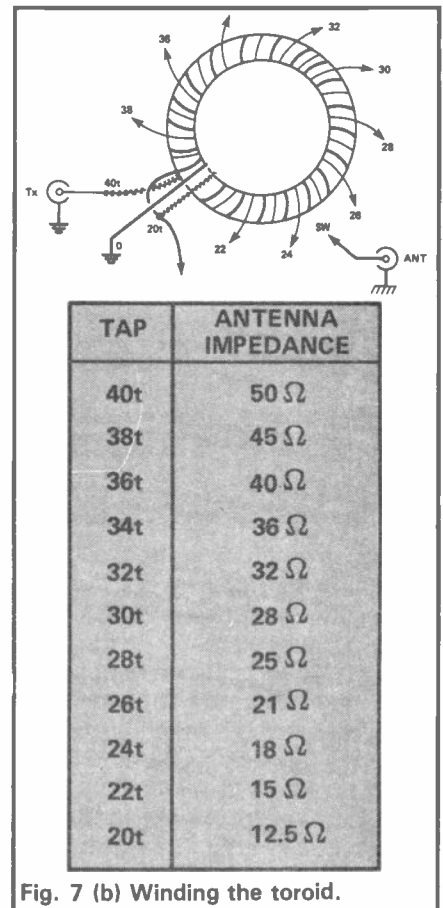 32
36
30
38
28
40t
Tx
26
0
20t
SW
22
24
ANT
TAP ANTENNA IMPEDANCE
40t 50 Ω
38t 45 Ω
36t 40 Ω
34t 36 Ω
32t 32 Ω
30t 28 Ω
28t 25 Ω
26t 21 Ω
24t 18 Ω
22t 15 Ω
20t 12.5 Ω
Fig. 7 (b) Winding the toroid.